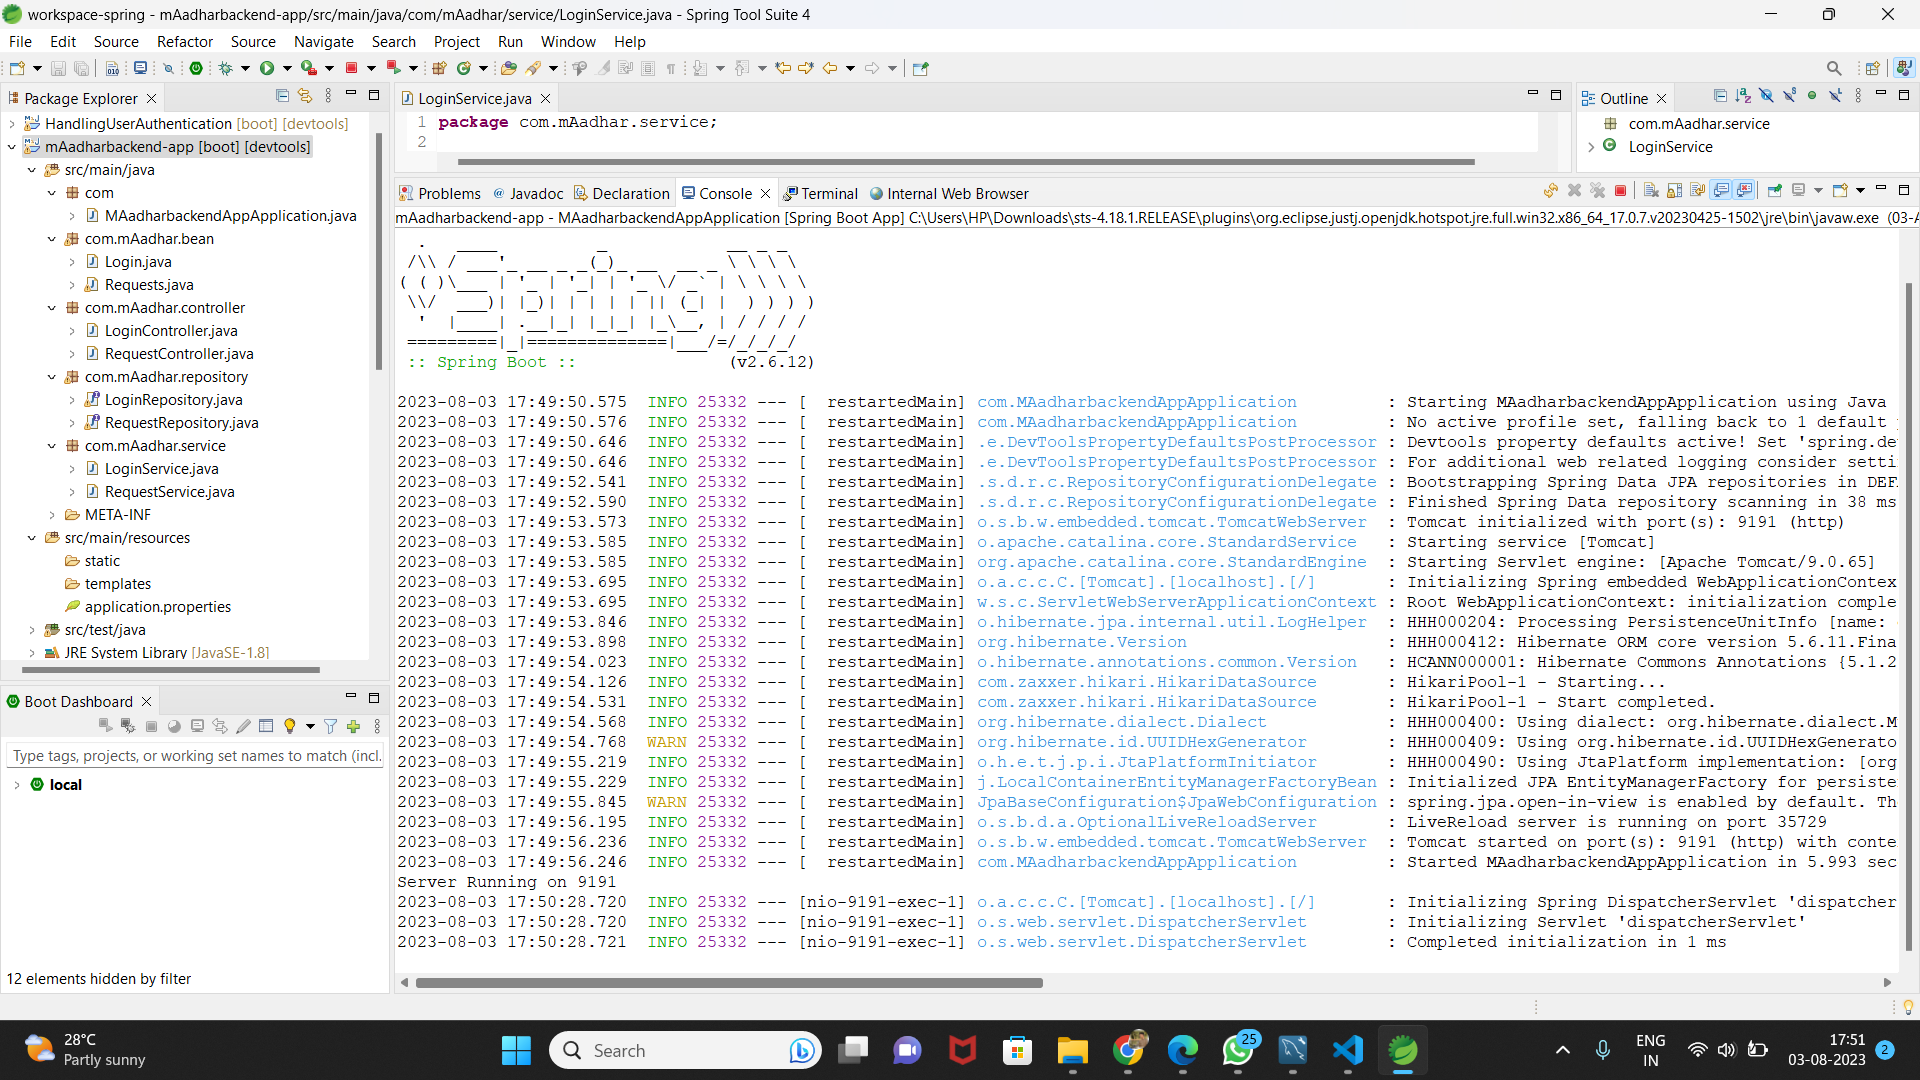 workspace-spring - mAadharbackend-app/src/main/java/com/mAadhar/service/LoginService.java - Spring Tool Suite 4
File Edit Source Refactor Source Navigate Search Project Run Window Help
Package Explorer
HandlingUserAuthentication [boot] [devtools]
mAadharbackend-app [boot] [devtools]
src/main/java
com
MAadharbackendAppApplication.java
com.mAadhar.bean
Login.java
Requests.java
com.mAadhar.controller
LoginController.java
RequestController.java
com.mAadhar.repository
LoginRepository.java
RequestRepository.java
com.mAadhar.service
LoginService.java
RequestService.java
META-INF
src/main/resources
static
templates
application.properties
src/test/java
JRE System Library [JavaSE-1.8]
Boot Dashboard
Type tags, projects, or working set names to match (incl.
local
12 elements hidden by filter
LoginService.java
1 package com.mAadhar.service;
2
Outline
com.mAadhar.service
LoginService
Problems Javadoc Declaration Console Terminal Internal Web Browser
mAadharbackend-app - MAadharbackendAppApplication [Spring Boot App] C:\Users\HP\Downloads\sts-4.18.1.RELEASE\plugins\org.eclipse.justj.openjdk.hotspot.jre.full.win32.x86_64_17.0.7.v20230425-1502\jre\bin\javaw.exe (03-A
:: Spring Boot :: (v2.6.12)
2023-08-03 17:49:50.575 INFO 25332 --- [ restartedMain] com.MAadharbackendAppApplication : Starting MAadharbackendAppApplication using Java
2023-08-03 17:49:50.576 INFO 25332 --- [ restartedMain] com.MAadharbackendAppApplication : No active profile set, falling back to 1 default
2023-08-03 17:49:50.646 INFO 25332 --- [ restartedMain] .e.DevToolsPropertyDefaultsPostProcessor : Devtools property defaults active! Set 'spring.de
2023-08-03 17:49:50.646 INFO 25332 --- [ restartedMain] .e.DevToolsPropertyDefaultsPostProcessor : For additional web related logging consider setti
2023-08-03 17:49:52.541 INFO 25332 --- [ restartedMain] .s.d.r.c.RepositoryConfigurationDelegate : Bootstrapping Spring Data JPA repositories in DEF
2023-08-03 17:49:52.590 INFO 25332 --- [ restartedMain] .s.d.r.c.RepositoryConfigurationDelegate : Finished Spring Data repository scanning in 38 ms
2023-08-03 17:49:53.573 INFO 25332 --- [ restartedMain] o.s.b.w.embedded.tomcat.TomcatWebServer : Tomcat initialized with port(s): 9191 (http)
2023-08-03 17:49:53.585 INFO 25332 --- [ restartedMain] o.apache.catalina.core.StandardService : Starting service [Tomcat]
2023-08-03 17:49:53.585 INFO 25332 --- [ restartedMain] org.apache.catalina.core.StandardEngine : Starting Servlet engine: [Apache Tomcat/9.0.65]
2023-08-03 17:49:53.695 INFO 25332 --- [ restartedMain] o.a.c.c.C.[Tomcat].[localhost].[/] : Initializing Spring embedded WebApplicationContex
2023-08-03 17:49:53.695 INFO 25332 --- [ restartedMain] w.s.c.ServletWebServerApplicationContext : Root WebApplicationContext: initialization comple
2023-08-03 17:49:53.846 INFO 25332 --- [ restartedMain] o.hibernate.jpa.internal.util.LogHelper : HHH000204: Processing PersistenceUnitInfo [name:
2023-08-03 17:49:53.898 INFO 25332 --- [ restartedMain] org.hibernate.Version : HHH000412: Hibernate ORM core version 5.6.11.Fina
2023-08-03 17:49:54.023 INFO 25332 --- [ restartedMain] o.hibernate.annotations.common.Version : HCANN000001: Hibernate Commons Annotations {5.1.2
2023-08-03 17:49:54.126 INFO 25332 --- [ restartedMain] com.zaxxer.hikari.HikariDataSource : HikariPool-1 - Starting...
2023-08-03 17:49:54.531 INFO 25332 --- [ restartedMain] com.zaxxer.hikari.HikariDataSource : HikariPool-1 - Start completed.
2023-08-03 17:49:54.568 INFO 25332 --- [ restartedMain] org.hibernate.dialect.Dialect : HHH000400: Using dialect: org.hibernate.dialect.M
2023-08-03 17:49:54.768 WARN 25332 --- [ restartedMain] org.hibernate.id.UUIDHexGenerator : HHH000409: Using org.hibernate.id.UUIDHexGenerato
2023-08-03 17:49:55.219 INFO 25332 --- [ restartedMain] o.h.e.t.j.p.i.JtaPlatformInitiator : HHH000490: Using JtaPlatform implementation: [org
2023-08-03 17:49:55.229 INFO 25332 --- [ restartedMain] j.LocalContainerEntityManagerFactoryBean : Initialized JPA EntityManagerFactory for persiste
2023-08-03 17:49:55.845 WARN 25332 --- [ restartedMain] JpaBaseConfiguration$JpaWebConfiguration : spring.jpa.open-in-view is enabled by default. Th
2023-08-03 17:49:56.195 INFO 25332 --- [ restartedMain] o.s.b.d.a.OptionalLiveReloadServer : LiveReload server is running on port 35729
2023-08-03 17:49:56.236 INFO 25332 --- [ restartedMain] o.s.b.w.embedded.tomcat.TomcatWebServer : Tomcat started on port(s): 9191 (http) with conte
2023-08-03 17:49:56.246 INFO 25332 --- [ restartedMain] com.MAadharbackendAppApplication : Started MAadharbackendAppApplication in 5.993 sec
Server Running on 9191
2023-08-03 17:50:28.720 INFO 25332 --- [nio-9191-exec-1] o.a.c.c.C.[Tomcat].[localhost].[/] : Initializing Spring DispatcherServlet 'dispatcher
2023-08-03 17:50:28.720 INFO 25332 --- [nio-9191-exec-1] o.s.web.servlet.DispatcherServlet : Initializing Servlet 'dispatcherServlet'
2023-08-03 17:50:28.721 INFO 25332 --- [nio-9191-exec-1] o.s.web.servlet.DispatcherServlet : Completed initialization in 1 ms
28°C
Partly sunny
Search
25
ENG
IN
17:51
03-08-2023
2